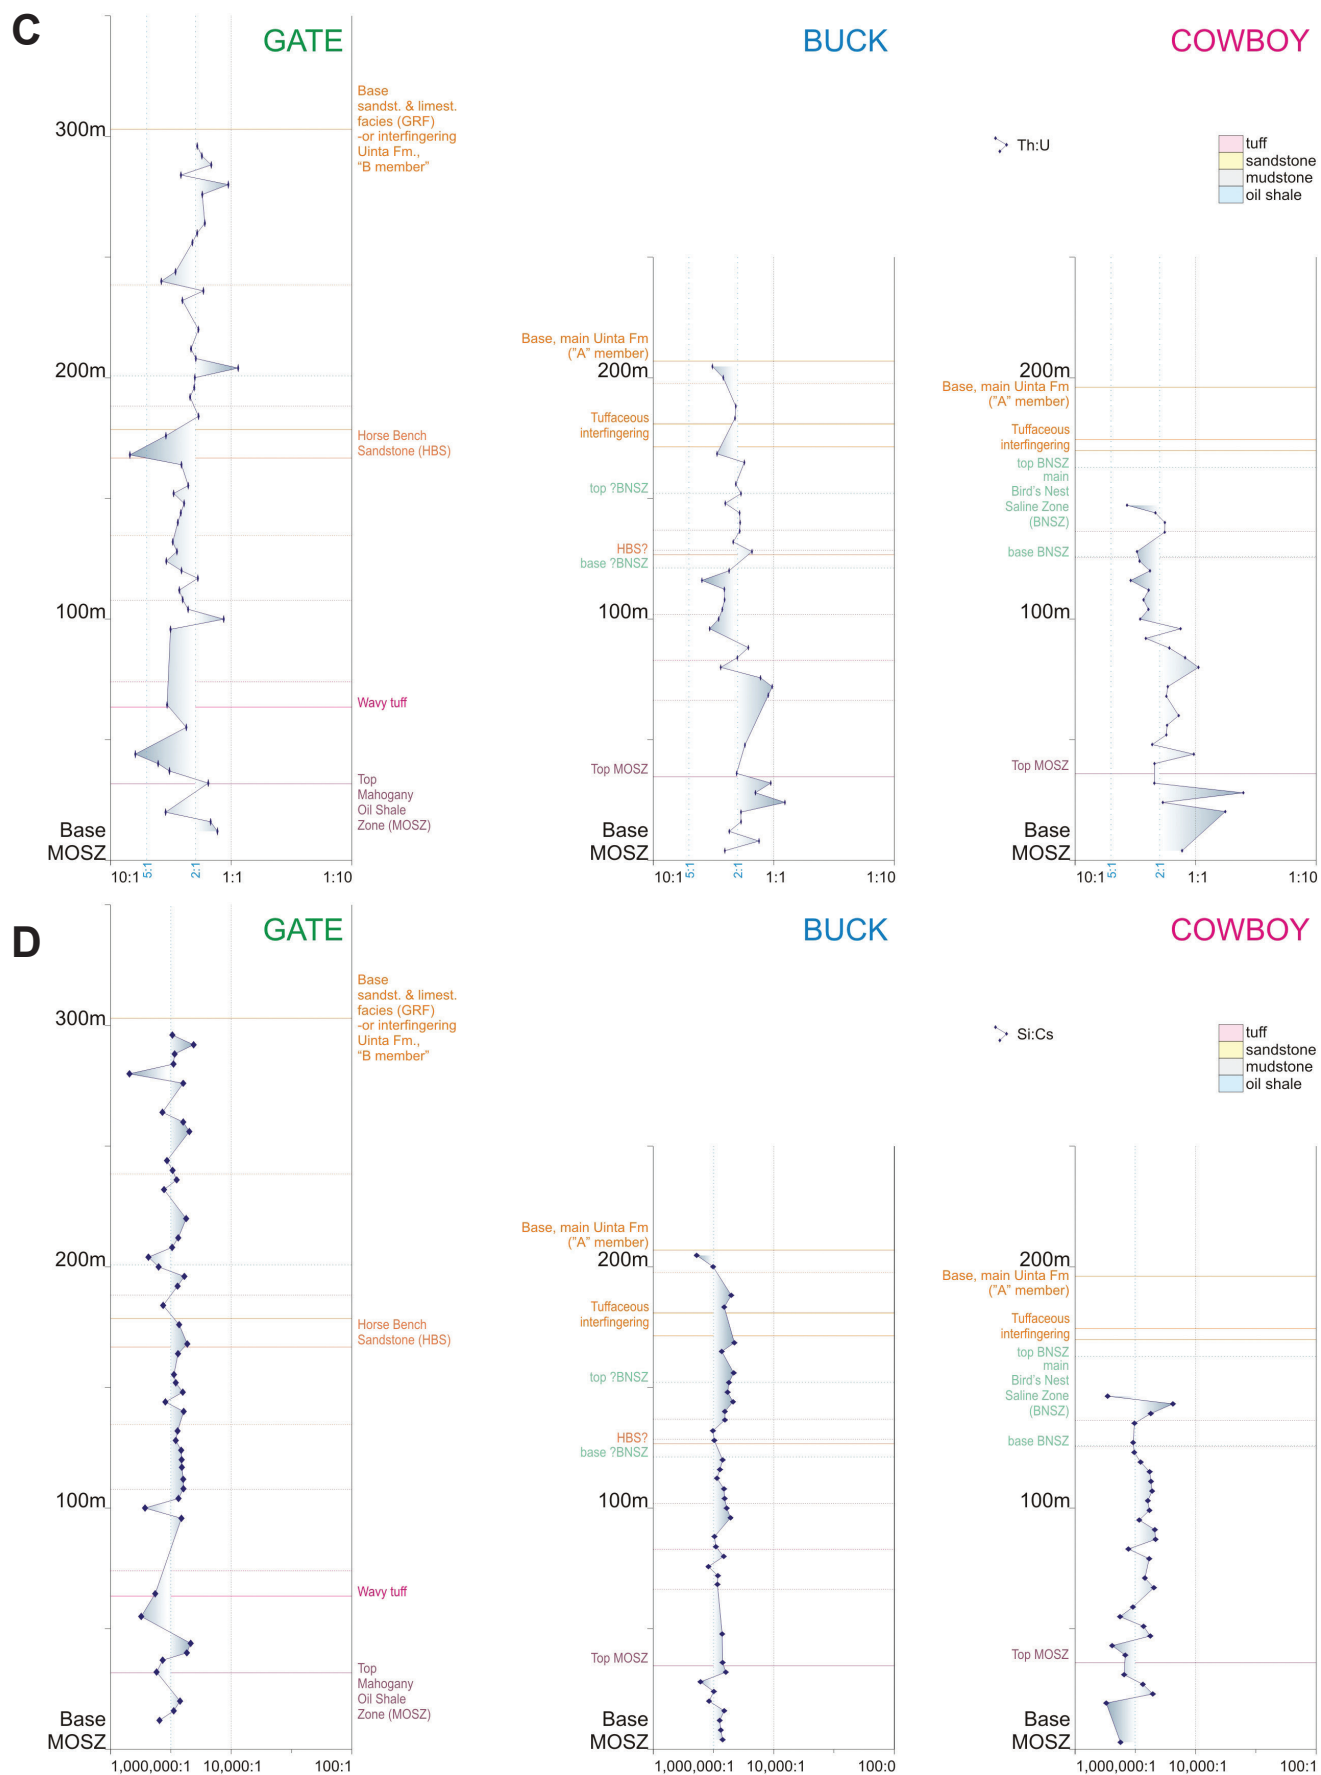 C
GATE
BUCK
COWBOY
Base
sandst. & limest.
facies (GRF)
-or interfingering
Uinta Fm.,
"B member"
300m
Th:U
tuff
sandstone
mudstone
oil shale
Base, main Uinta Fm
("A" member)
200m
200m
200m
Base, main Uinta Fm
("A" member)
Horse Bench
Sandstone (HBS)
Tuffaceous
interfingering
Tuffaceous
interfingering
top BNSZ
main
Bird's Nest
Saline Zone
(BNSZ)
top ?BNSZ
HBS?
base ?BNSZ
base BNSZ
100m
100m
100m
Wavy tuff
Top
Mahogany
Oil Shale
Zone (MOSZ)
Top MOSZ
Top MOSZ
Base
MOSZ
Base
MOSZ
Base
MOSZ
10:1 5:1 2:1 1:1 1:10
10:1 5:1 2:1 1:1 1:10
10:1 5:1 2:1 1:1 1:10
D
GATE
BUCK
COWBOY
Base
sandst. & limest.
facies (GRF)
-or interfingering
Uinta Fm.,
"B member"
300m
Si:Cs
tuff
sandstone
mudstone
oil shale
Base, main Uinta Fm
("A" member)
200m
200m
200m
Base, main Uinta Fm
("A" member)
Horse Bench
Sandstone (HBS)
Tuffaceous
interfingering
Tuffaceous
interfingering
top BNSZ
main
Bird's Nest
Saline Zone
(BNSZ)
top ?BNSZ
HBS?
base ?BNSZ
base BNSZ
100m
100m
100m
Wavy tuff
Top
Mahogany
Oil Shale
Zone (MOSZ)
Top MOSZ
Top MOSZ
Base
MOSZ
Base
MOSZ
Base
MOSZ
1,000,000:1 10,000:1 100:1
1,000,000:1 10,000:1 100:0
1,000,000:1 10,000:1 100:1